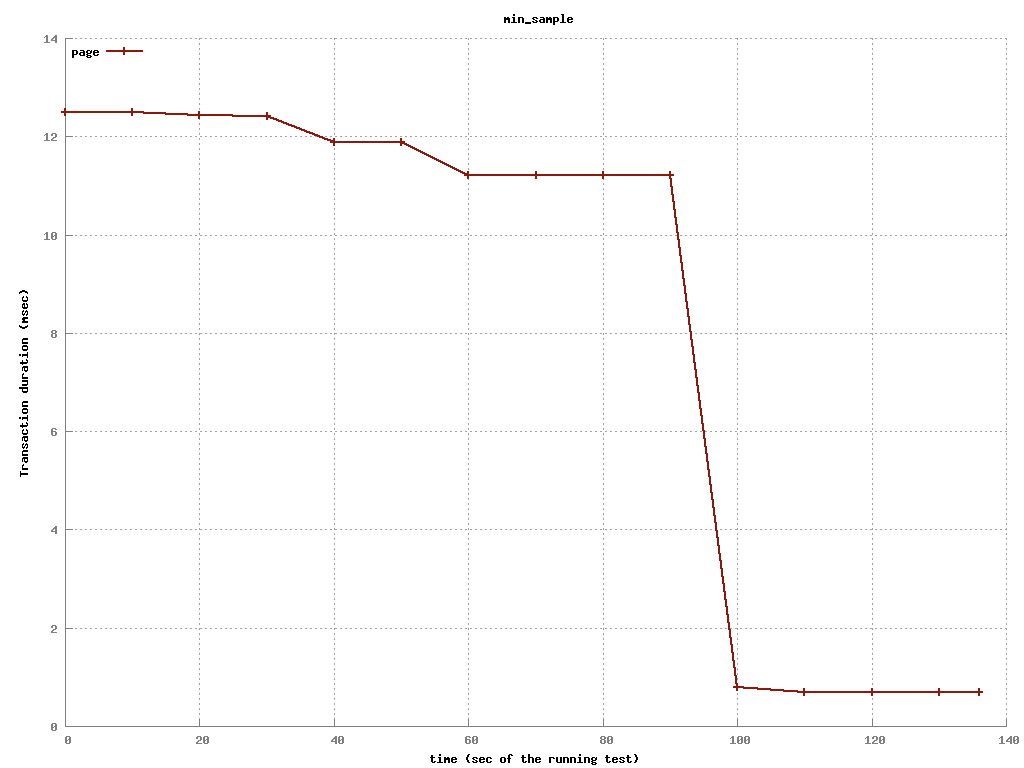 min_sample
page
14
12
10
8
6
4
2
0
Transaction duration (msec)
0 20 40 60 80 100 120 140
time (sec of the running test)